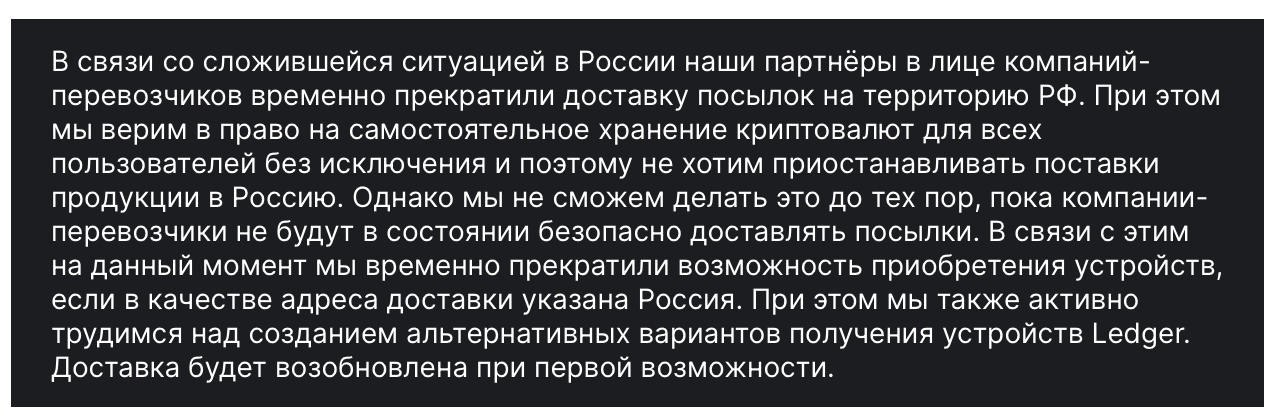 В связи со сложившейся ситуацией в России наши партнёры в лице компаний-
перевозчиков временно прекратили доставку посылок на территорию РФ. При этом
мы верим в право на самостоятельное хранение криптовалют для всех
пользователей без исключения и поэтому не хотим приостанавливать поставки
продукции в Россию. Однако мы не сможем делать это до тех пор, пока компании-
перевозчики не будут в состоянии безопасно доставлять посылки. В связи с этим
на данный момент мы временно прекратили возможность приобретения устройств,
если в качестве адреса доставки указана Россия. При этом мы также активно
трудимся над созданием альтернативных вариантов получения устройств Ledger.
Доставка будет возобновлена при первой возможности.